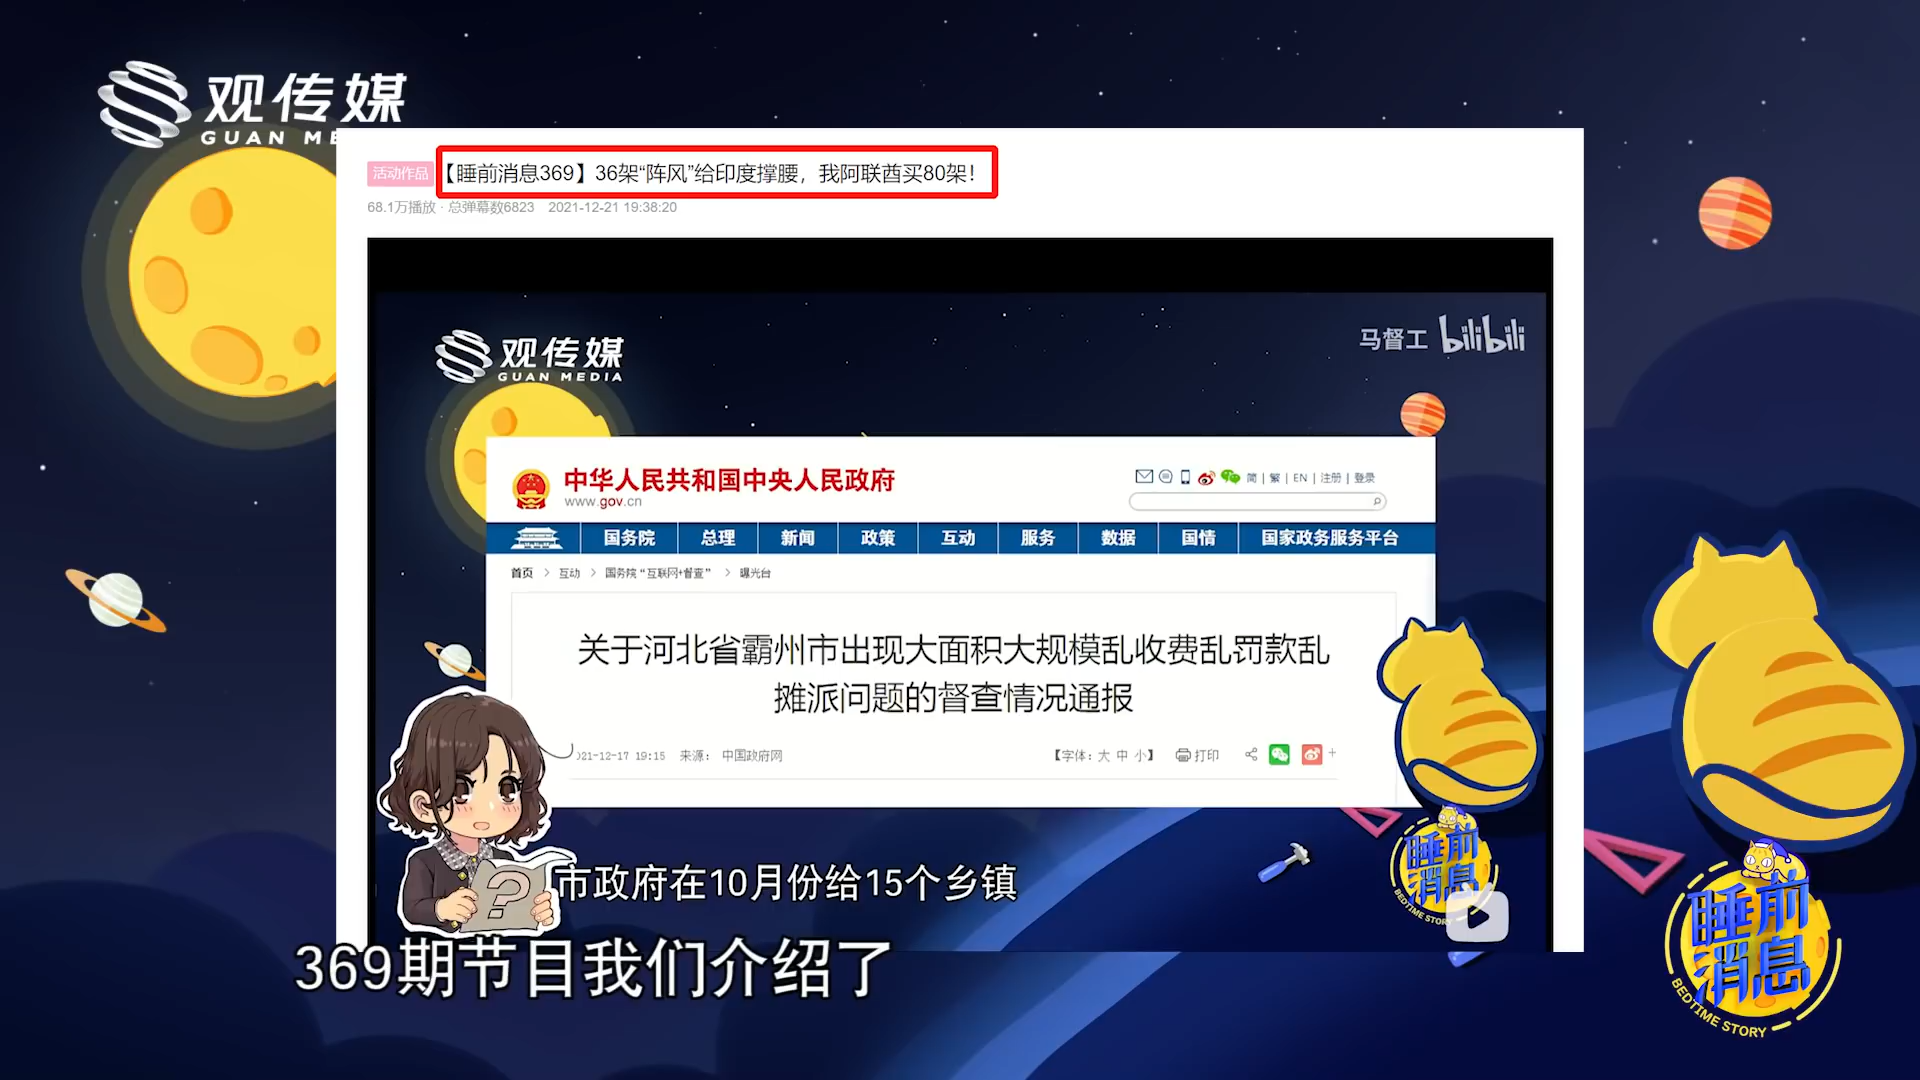 观传媒
GUAN ME
活动作品
【睡前消息369】36架“阵风”给印度撑腰，我阿联酋买80架！
68.1万播放 · 总弹幕数6823 2021-12-21 19:38:20
观传媒
GUAN MEDIA
马督工 bilibili
中华人民共和国中央人民政府
www.gov.cn
简 | 繁 | EN | 注册 | 登录
国务院 总理 新闻 政策 互动 服务 数据 国情 国家政务服务平台
首页 > 互动 > 国务院“互联网+督查” > 曝光台
关于河北省霸州市出现大面积大规模乱收费乱罚款乱
摊派问题的督查情况通报
021-12-17 19:15 来源： 中国政府网 【字体：大 中 小】 打印
?
市政府在10月份给15个乡镇
睡前
消息
BEDTIME STORY
369期节目我们介绍了
睡前
消息
BEDTIME STORY